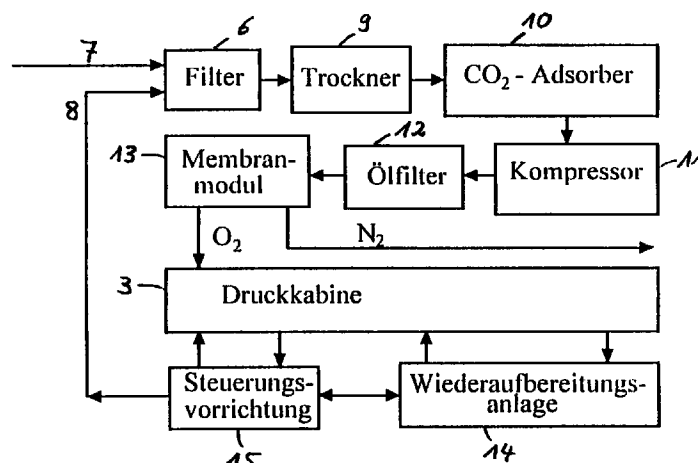 6
9
10
7
Filter
Trockner
CO₂ - Adsorber
8
13
Membran-
modul
12
Ölfilter
Kompressor
11
O₂
N₂
3
Druckkabine
Steuerungs-
vorrichtung
Wiederaufbereitungs-
anlage
15
14